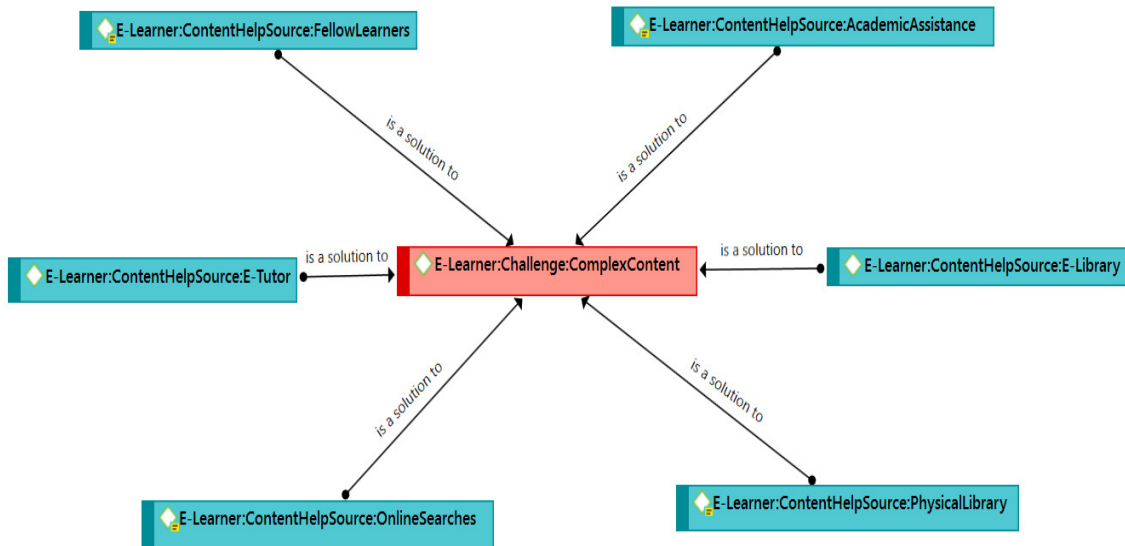 E-Learner:ContentHelpSource:FellowLearners
E-Learner:ContentHelpSource:AcademicAssistance
is a solution to
is a solution to
E-Learner:ContentHelpSource:E-Tutor
is a solution to
E-Learner:Challenge:ComplexContent
is a solution to
E-Learner:ContentHelpSource:E-Library
is a solution to
is a solution to
E-Learner:ContentHelpSource:OnlineSearches
E-Learner:ContentHelpSource:PhysicalLibrary